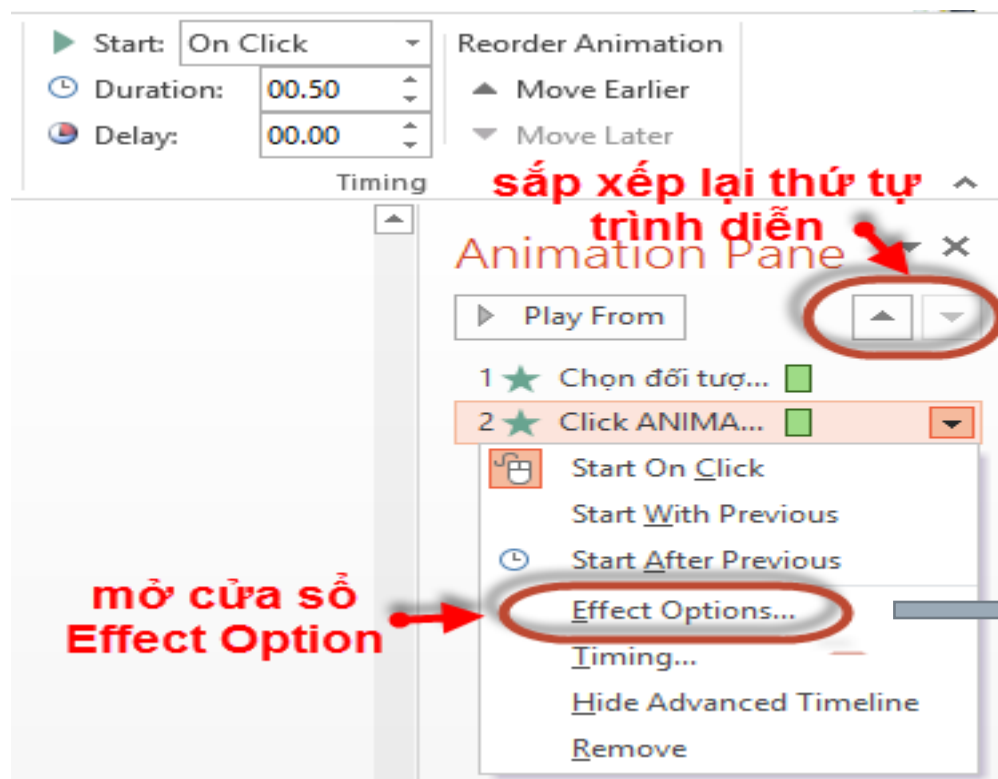 Start: On Click
Reorder Animation
Duration: 00.50
Move Earlier
Delay: 00.00
Move Later
Timing
sắp xếp lại thứ tự
trình diễn
Animation Pane
Play From
1 Chọn đối tượ...
2 Click ANIMA...
Start On Click
Start With Previous
Start After Previous
mở cửa sổ
Effect Option
Effect Options...
Timing...
Hide Advanced Timeline
Remove